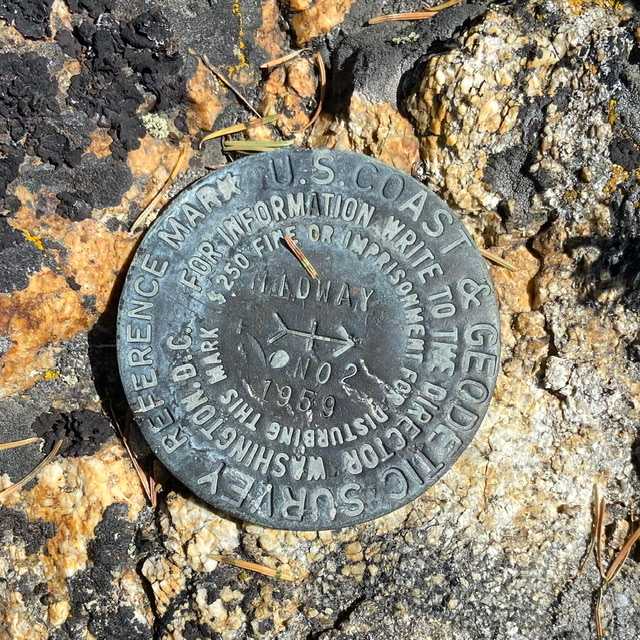 U.S. COAST & GEODETIC SURVEY
REFERENCE MARK
FOR INFORMATION WRITE TO THE DIRECTOR WASHINGTON, D.C.
$250 FINE OR IMPRISONMENT FOR DISTURBING THIS MARK
NO 2
1959